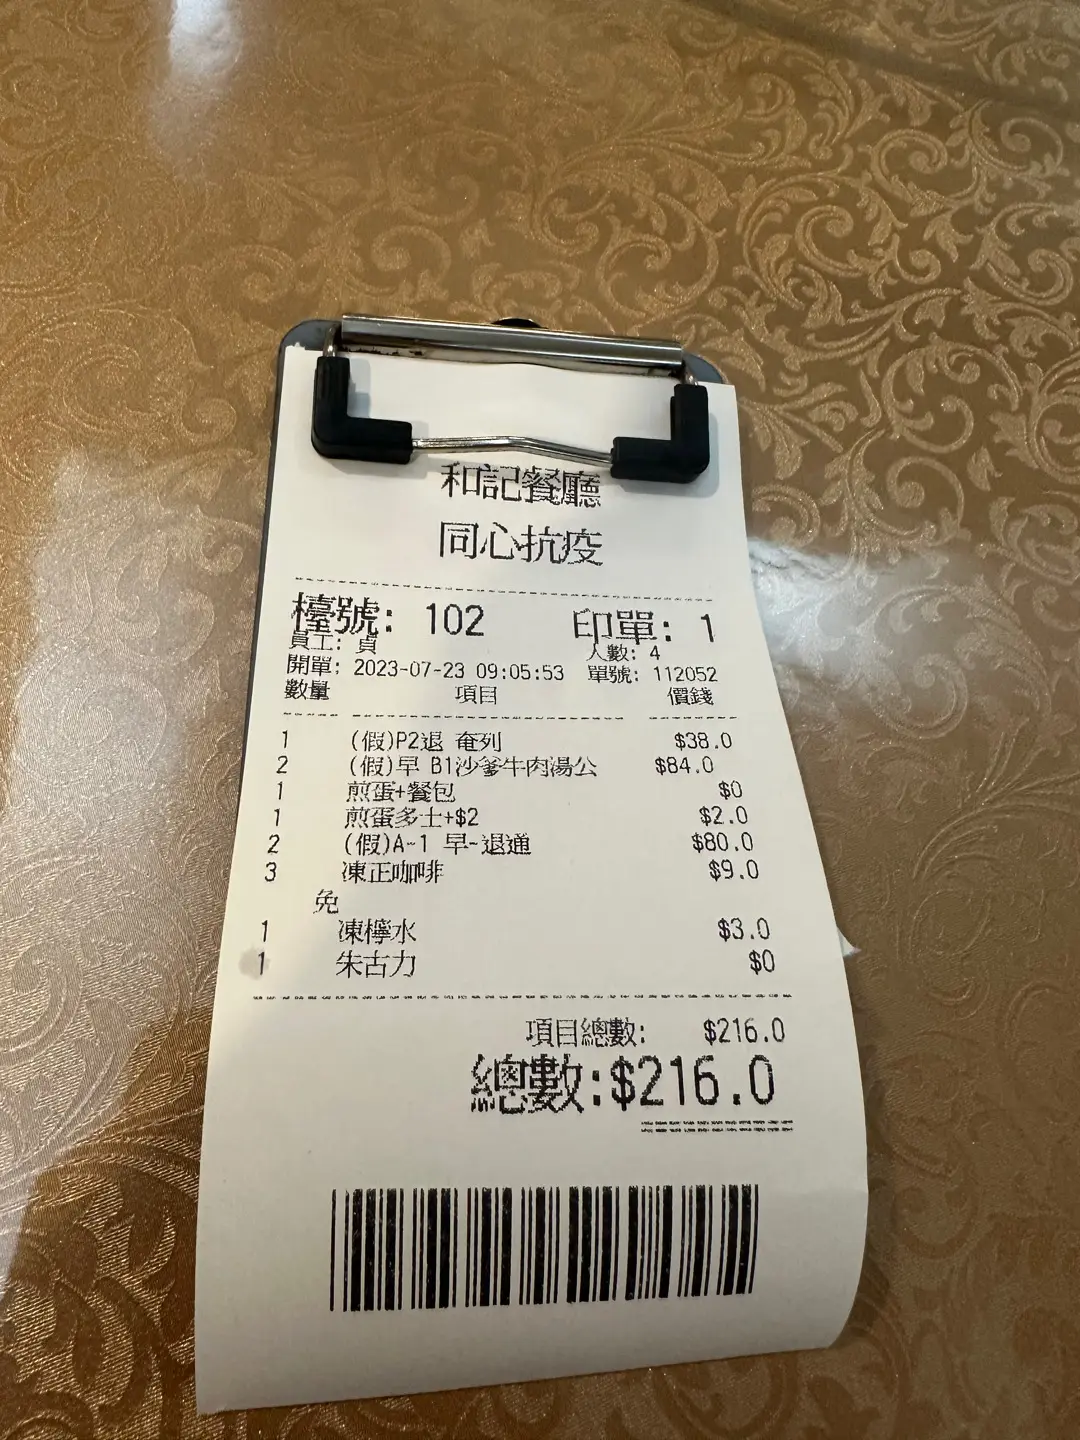 和記餐廳
同心抗疫
檯號: 102 印單: 1
員工: 貞 人數: 4
開單: 2023-07-23 09:05:53 單號: 112052
數量 項目 價錢
1 (假)P2退 奄列 $38.0
2 (假)早 B1沙爹牛肉湯公 $84.0
1 煎蛋+餐包 $0
1 煎蛋多士+$2 $2.0
2 (假)A-1 早-退通 $80.0
3 凍正咖啡 $9.0
免
1 凍檸水 $3.0
1 朱古力 $0
項目總數: $216.0
總數:$216.0